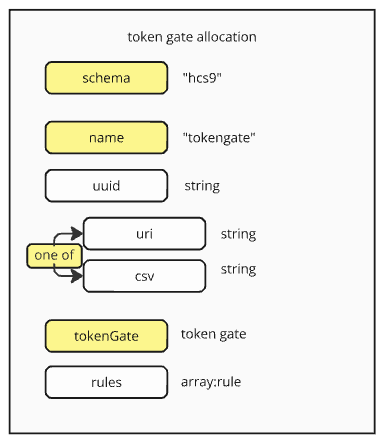 token gate allocation
schema "hcs9"
name "tokengate"
uuid string
uri string
one of
csv string
tokenGate token gate
rules array:rule